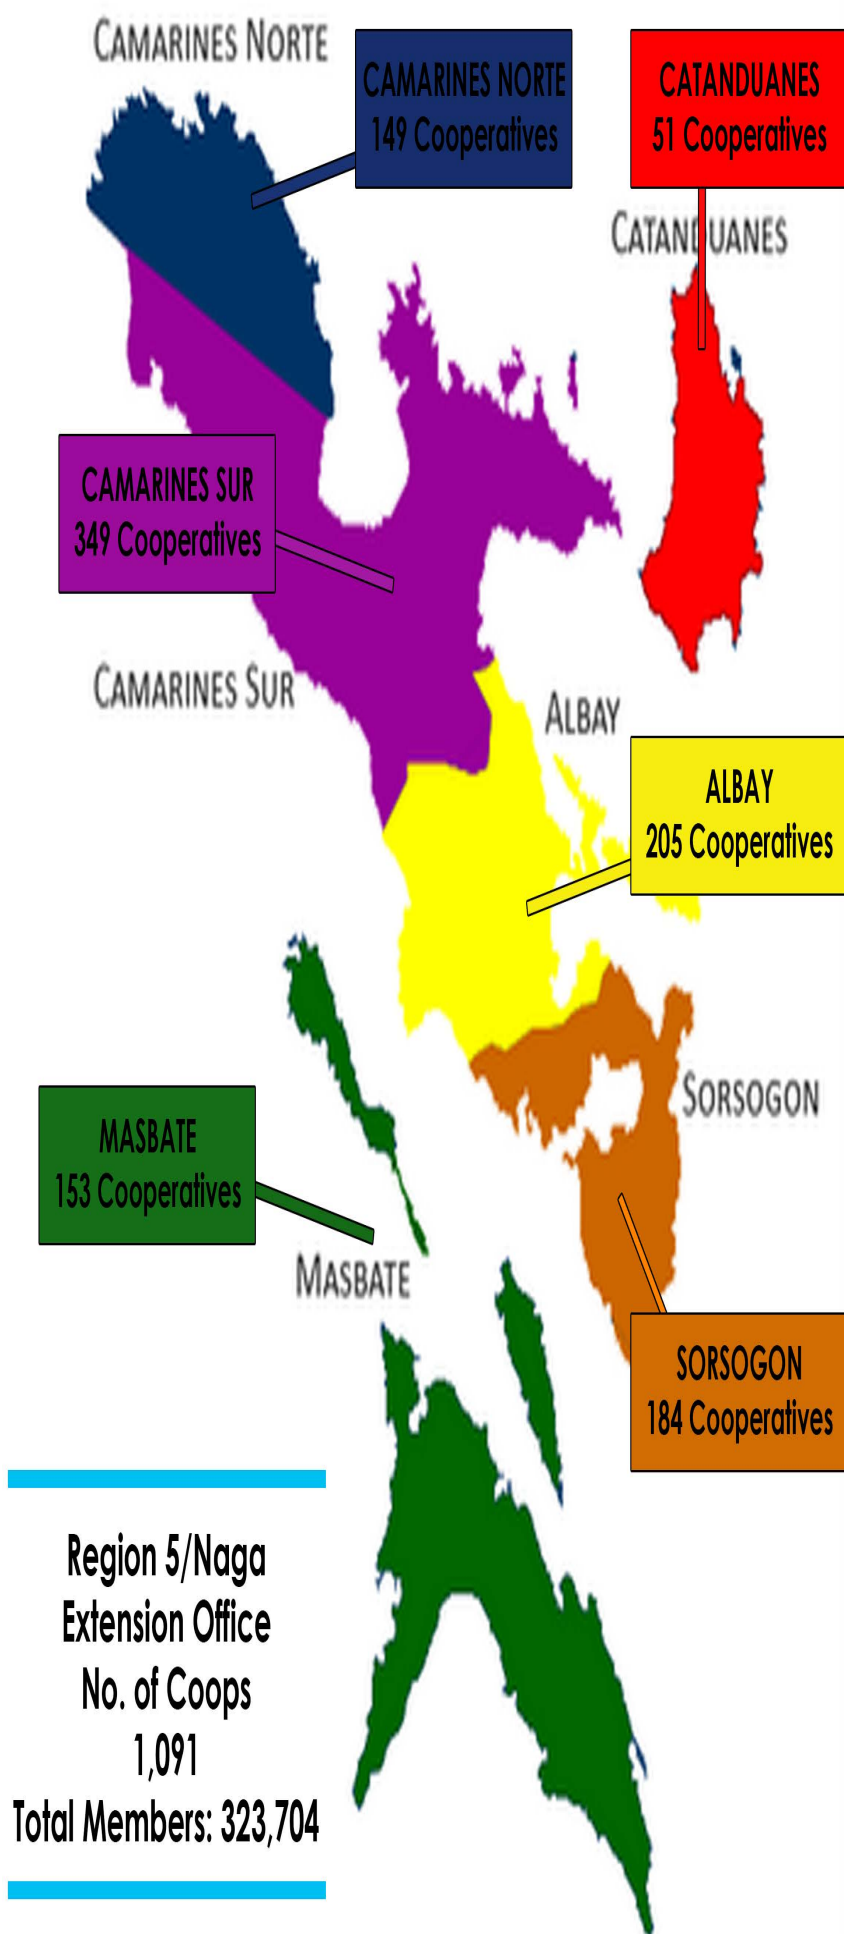 CAMARINES NORTE
CAMARINES NORTE
149 Cooperatives
CATANDUANES
51 Cooperatives
CATANDUANES
CAMARINES SUR
349 Cooperatives
CAMARINES SUR
ALBAY
ALBAY
205 Cooperatives
SORSOGON
MASBATE
153 Cooperatives
MASBATE
SORSOGON
184 Cooperatives
Region 5/Naga
Extension Office
No. of Coops
1,091
Total Members: 323,704